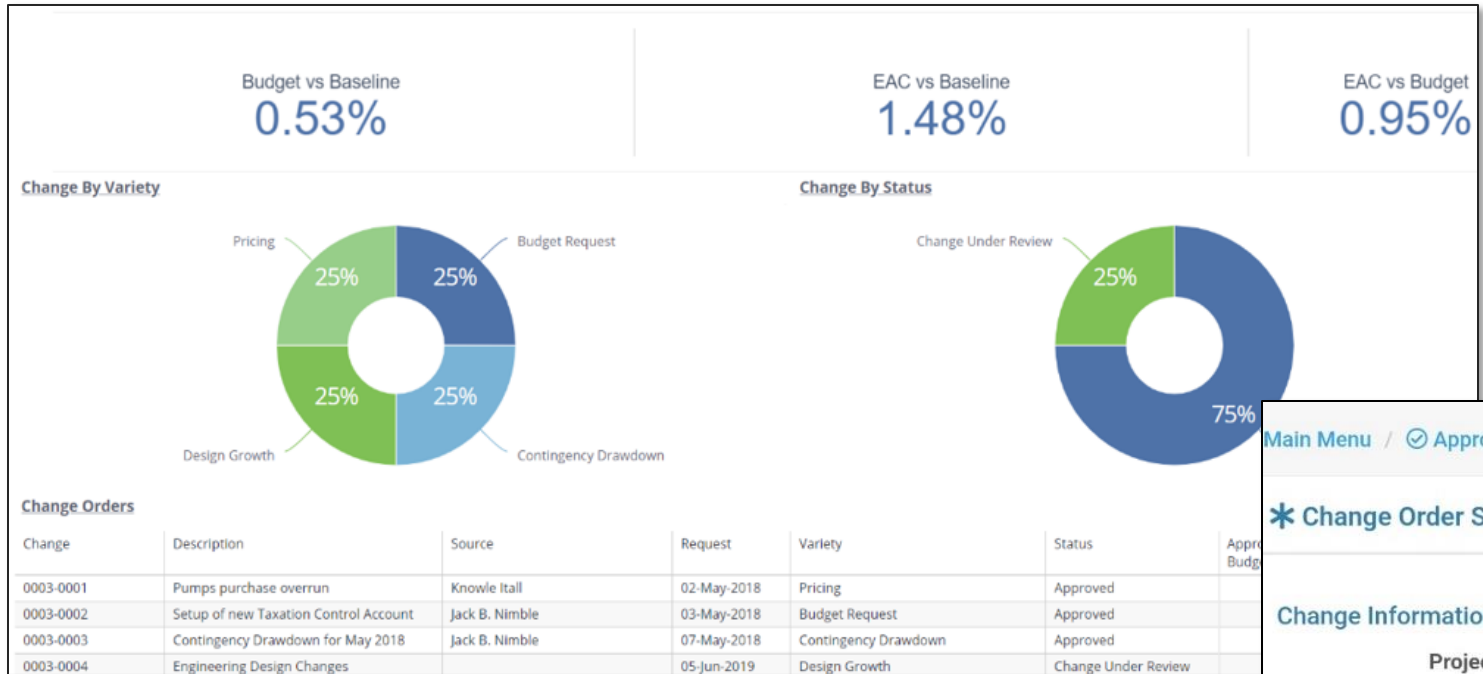 Budget vs Baseline
0.53%
EAC vs Baseline
1.48%
EAC vs Budget
0.95%
Change By Variety
Change By Status
Pricing
Budget Request
25%
25%
25%
25%
Design Growth
Contingency Drawdown
Change Under Review
25%
75%
Main Menu /
Change Order
Change Orders
Change Description Source Request Variety Status
0003-0001 Pumps purchase overrun Knowle Itall 02-May-2018 Pricing Approved
0003-0002 Setup of new Taxation Control Account Jack B. Nimble 03-May-2018 Budget Request Approved
0003-0003 Contingency Drawdown for May 2018 Jack B. Nimble 07-May-2018 Contingency Drawdown Approved
0003-0004 Engineering Design Changes 05-Jun-2019 Design Growth Change Under Review
Change